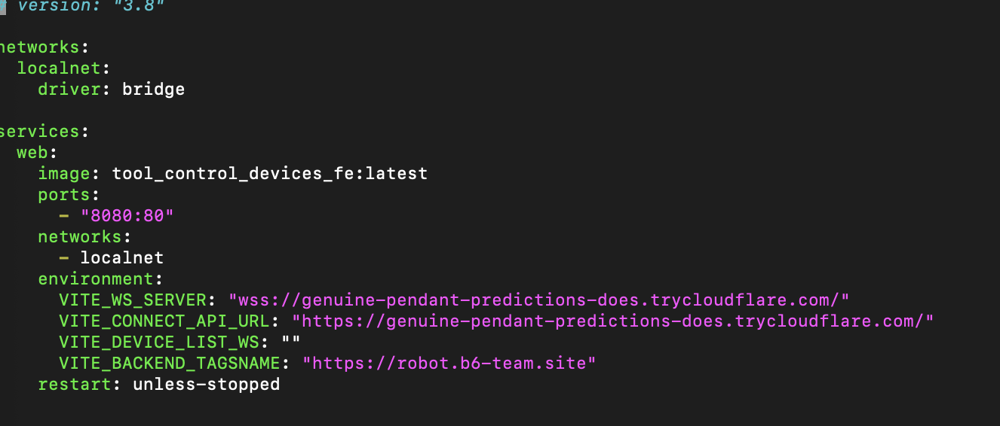 # version: "3.8"
networks:
localnet:
driver: bridge
services:
web:
image: tool_control_devices_fe:latest
ports:
- "8080:80"
networks:
- localnet
environment:
VITE_WS_SERVER: "wss://genuine-pendant-predictions-does.trycloudflare.com/"
VITE_CONNECT_API_URL: "https://genuine-pendant-predictions-does.trycloudflare.com/"
VITE_DEVICE_LIST_WS: ""
VITE_BACKEND_TAGSNAME: "https://robot.b6-team.site"
restart: unless-stopped